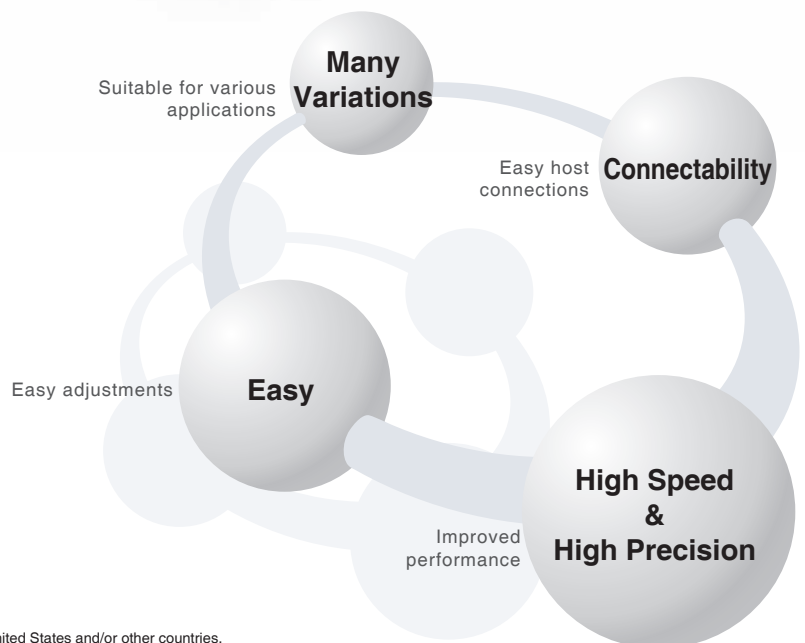 Many
Variations
Suitable for various
applications
Connectability
Easy host
connections
Easy
Easy adjustments
High Speed
&
High Precision
Improved
performance
United States and/or other countries.